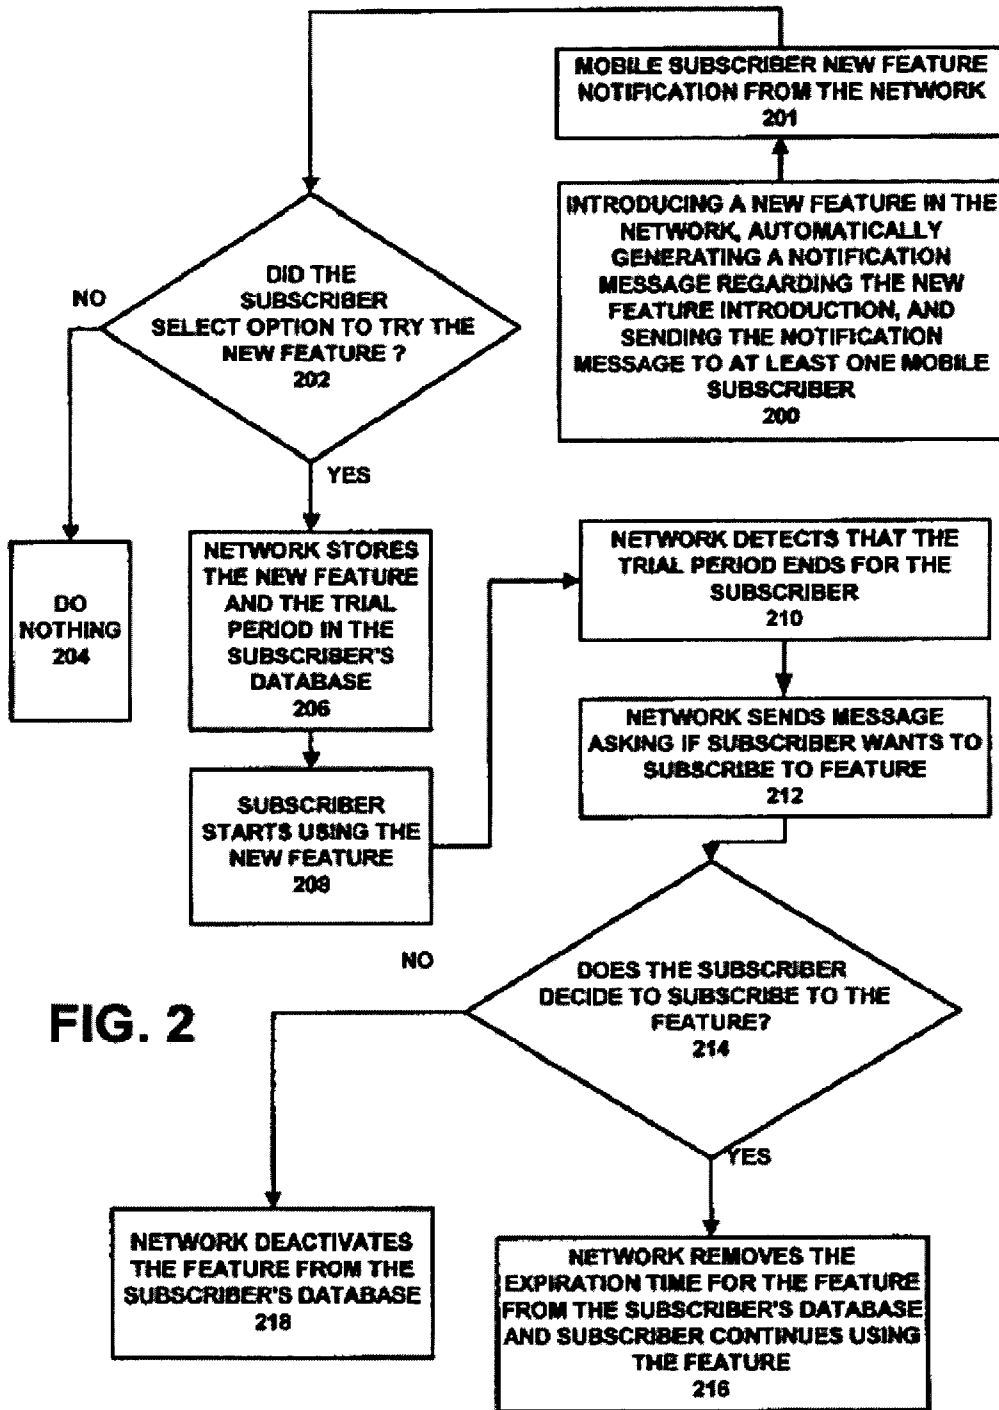 MOBILE SUBSCRIBER NEW FEATURE
NOTIFICATION FROM THE NETWORK
201
INTRODUCING A NEW FEATURE IN THE
NETWORK, AUTOMATICALLY
GENERATING A NOTIFICATION
MESSAGE REGARDING THE NEW
FEATURE INTRODUCTION, AND
SENDING THE NOTIFICATION
MESSAGE TO AT LEAST ONE MOBILE
SUBSCRIBER
200
DID THE
SUBSCRIBER
SELECT OPTION TO TRY THE
NEW FEATURE ?
202
NO
YES
DO
NOTHING
204
NETWORK STORES
THE NEW FEATURE
AND THE TRIAL
PERIOD IN THE
SUBSCRIBER'S
DATABASE
206
SUBSCRIBER
STARTS USING THE
NEW FEATURE
208
NETWORK DETECTS THAT THE
TRIAL PERIOD ENDS FOR THE
SUBSCRIBER
210
NETWORK SENDS MESSAGE
ASKING IF SUBSCRIBER WANTS TO
SUBSCRIBE TO FEATURE
212
DOES THE SUBSCRIBER
DECIDE TO SUBSCRIBE TO THE
FEATURE?
214
NO
YES
FIG. 2
NETWORK DEACTIVATES
THE FEATURE FROM THE
SUBSCRIBER'S DATABASE
218
NETWORK REMOVES THE
EXPIRATION TIME FOR THE FEATURE
FROM THE SUBSCRIBER'S DATABASE
AND SUBSCRIBER CONTINUES USING
THE FEATURE
216